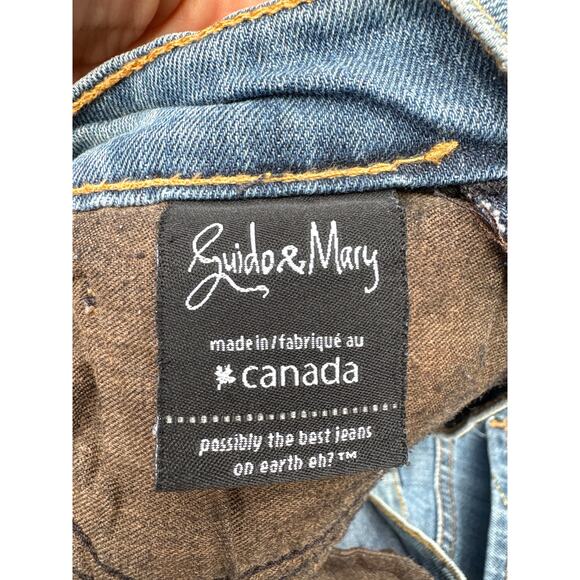 Guido & Mary
made in/fabriqué au
canada
possibly the best jeans
on earth eh?™